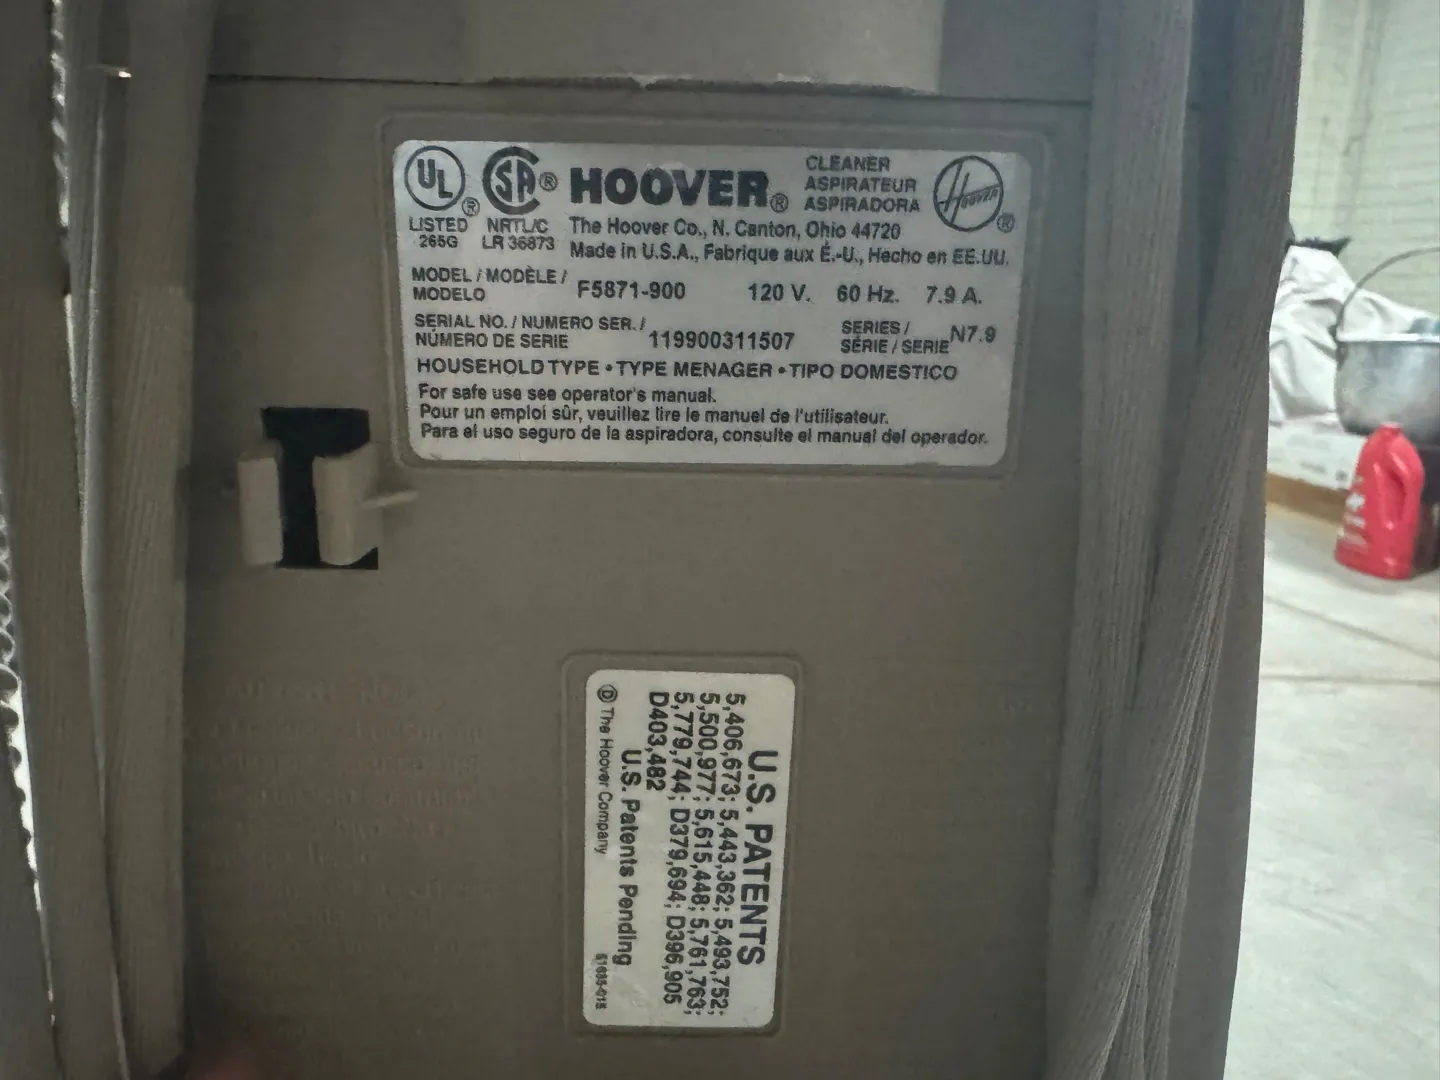 UL ®
LISTED
265G
SA ®
NRTL/C
LR 36873
HOOVER®
CLEANER
ASPIRATEUR
ASPIRADORA
Hoover ®
The Hoover Co., N. Canton, Ohio 44720
Made in U.S.A., Fabrique aux É.-U., Hecho en EE.UU.
MODEL / MODÈLE /
MODELO F5871-900 120 V. 60 Hz. 7.9 A.
SERIAL NO. / NUMERO SER. /
NÚMERO DE SERIE 119900311507
SERIES /
SÉRIE / SERIE N7.9
HOUSEHOLD TYPE • TYPE MENAGER • TIPO DOMESTICO
For safe use see operator's manual.
Pour un emploi sûr, veuillez lire le manuel de l'utilisateur.
Para el uso seguro de la aspiradora, consulte el manual del operador.
U.S. PATENTS
5,406,673; 5,443,362; 5,493,752;
5,500,977; 5,615,448; 5,761,763;
5,779,744; D379,694; D396,905
D403,482
U.S. Patents Pending
Ⓓ The Hoover Company 51688-015